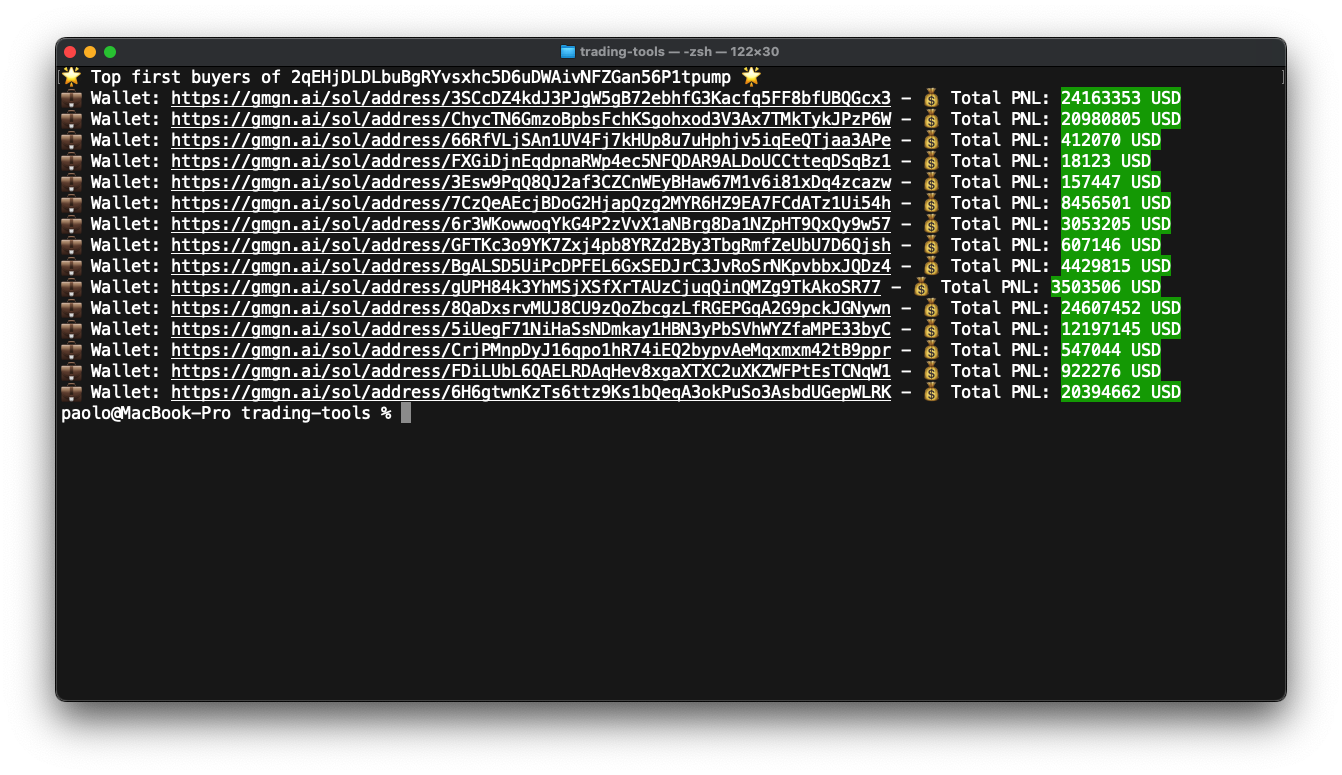 trading-tools — -zsh — 122×30
🌟 Top first buyers of 2qEHjDLDLbuBgRYvsxhc5D6uDWAivNFZGan56P1tpump 🌟
💼 Wallet: https://gmgn.ai/sol/address/3SCcDZ4kdJ3PJgW5gB72ebhfG3Kacfq5FF8bfUBQGcx3 – 💰 Total PNL: 24163353 USD
💼 Wallet: https://gmgn.ai/sol/address/ChycTN6GmzoBpbsFchKSgohxod3V3Ax7TMkTykJPzP6W – 💰 Total PNL: 20980805 USD
💼 Wallet: https://gmgn.ai/sol/address/66RfVLjSAn1UV4Fj7kHUp8u7uHphjv5iqEeQTjaa3APe – 💰 Total PNL: 412070 USD
💼 Wallet: https://gmgn.ai/sol/address/FXGiDjnEqdpnaRWp4ec5NFQDAR9ALDoUCCtteqDSqBz1 – 💰 Total PNL: 18123 USD
💼 Wallet: https://gmgn.ai/sol/address/3Esw9PqQ8QJ2af3CZCnWEyBHaw67M1v6i81xDq4zcazw – 💰 Total PNL: 157447 USD
💼 Wallet: https://gmgn.ai/sol/address/7CzQeAEcjBDoG2HjapQzg2MYR6HZ9EA7FCdATz1Ui54h – 💰 Total PNL: 8456501 USD
💼 Wallet: https://gmgn.ai/sol/address/6r3WKowwoqYkG4P2zVvX1aNBrg8Da1NZpHT9QxQy9w57 – 💰 Total PNL: 3053205 USD
💼 Wallet: https://gmgn.ai/sol/address/GFTKc3o9YK7Zxj4pb8YRZd2By3TbgRmfZeUbU7D6Qjsh – 💰 Total PNL: 607146 USD
💼 Wallet: https://gmgn.ai/sol/address/BgALSD5UiPcDPFEL6GxSEDJrC3JvRoSrNKpvbbxJQDz4 – 💰 Total PNL: 4429815 USD
💼 Wallet: https://gmgn.ai/sol/address/gUPH84k3YhMSjXSfXrTAUzCjuqQinQMZg9TkAkoSR77 – 💰 Total PNL: 3503506 USD
💼 Wallet: https://gmgn.ai/sol/address/8QaDxsrvMUJ8CU9zQoZbcgzLfRGEPGqA2G9pckJGNywn – 💰 Total PNL: 24607452 USD
💼 Wallet: https://gmgn.ai/sol/address/5iUegF71NiHaSsNDmkay1HBN3yPbSVhWYZfaMPE33byC – 💰 Total PNL: 12197145 USD
💼 Wallet: https://gmgn.ai/sol/address/CrjPMnpDyJ16qpo1hR74iEQ2bypvAeMqxmxm42tB9ppr – 💰 Total PNL: 547044 USD
💼 Wallet: https://gmgn.ai/sol/address/FDiLUbL6QAELRDAqHev8xgaXTXC2uXKZWFPtEsTCNqW1 – 💰 Total PNL: 922276 USD
💼 Wallet: https://gmgn.ai/sol/address/6H6gtwnKzTs6ttz9Ks1bQeqA3okPuSo3AsbdUGepWLRK – 💰 Total PNL: 20394662 USD
paolo@MacBook-Pro trading-tools %